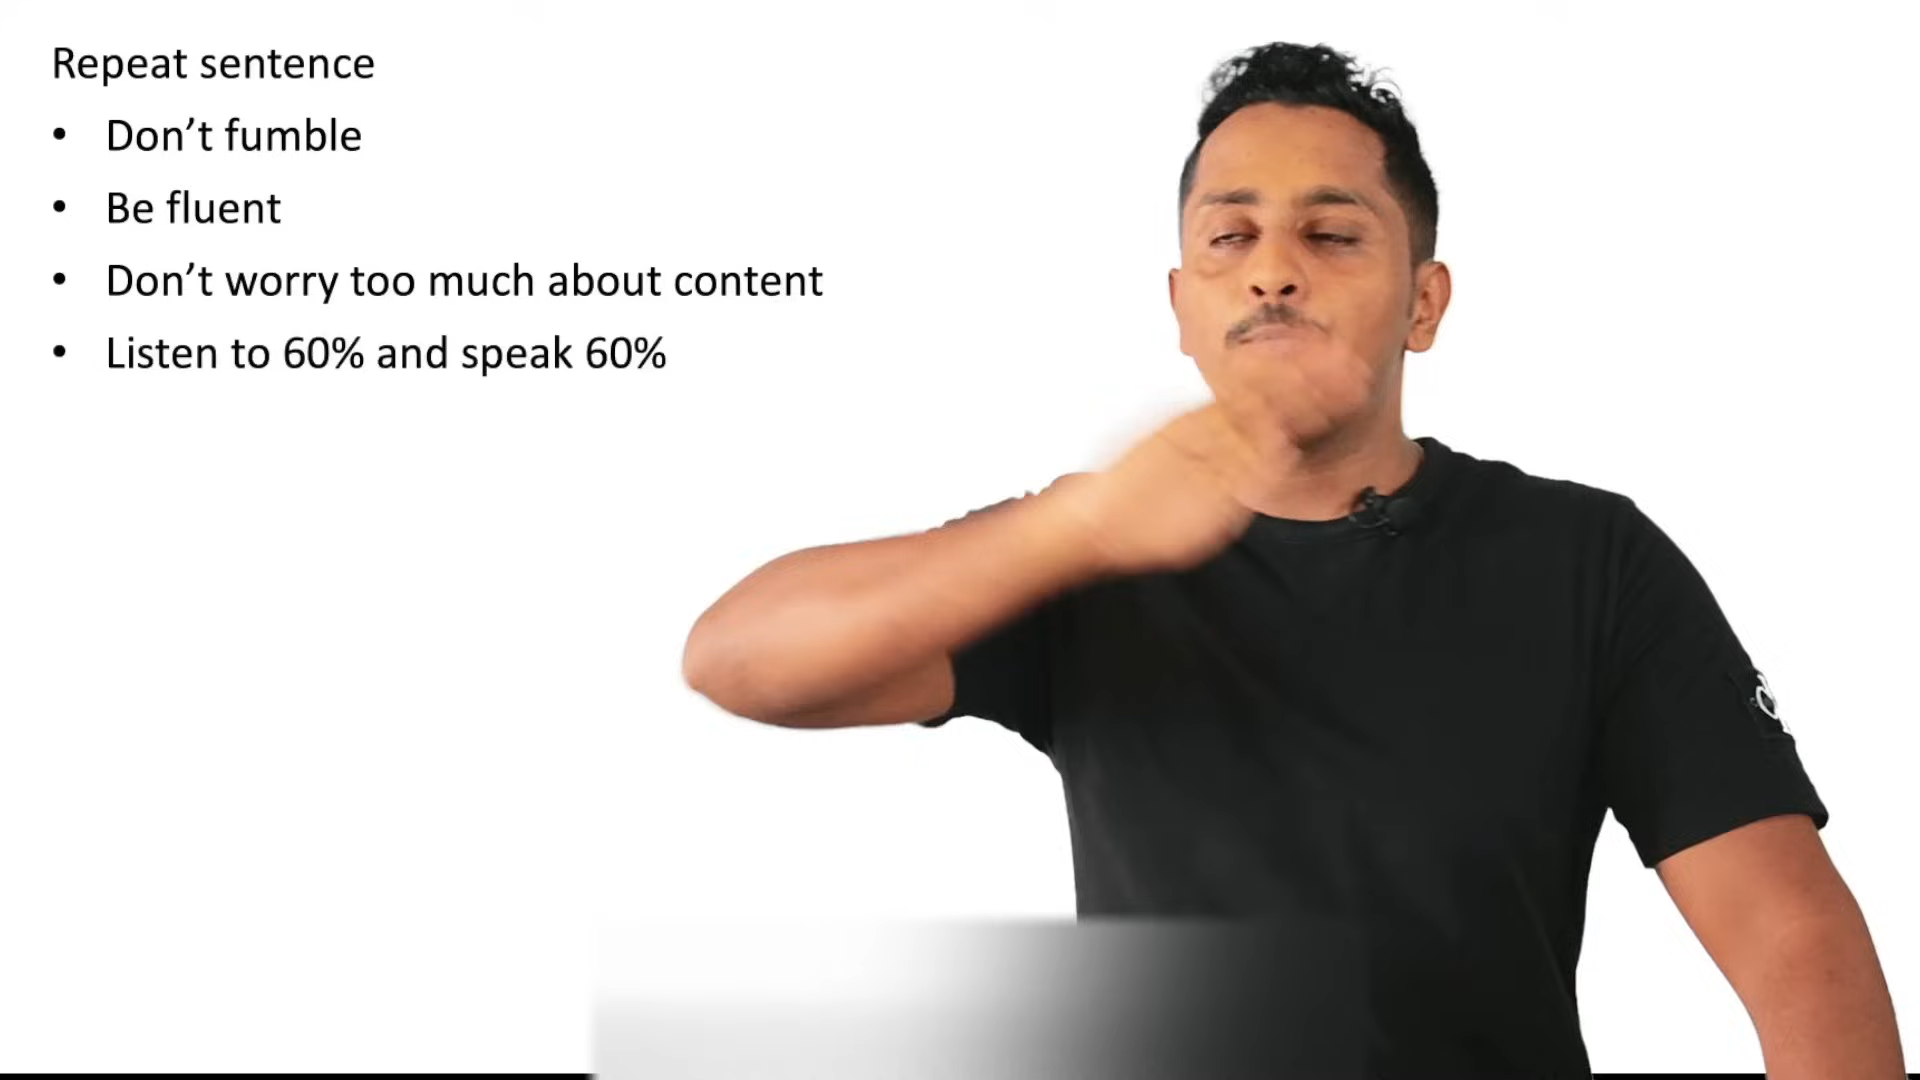 Repeat sentence
• Don’t fumble
• Be fluent
• Don’t worry too much about content
• Listen to 60% and speak 60%